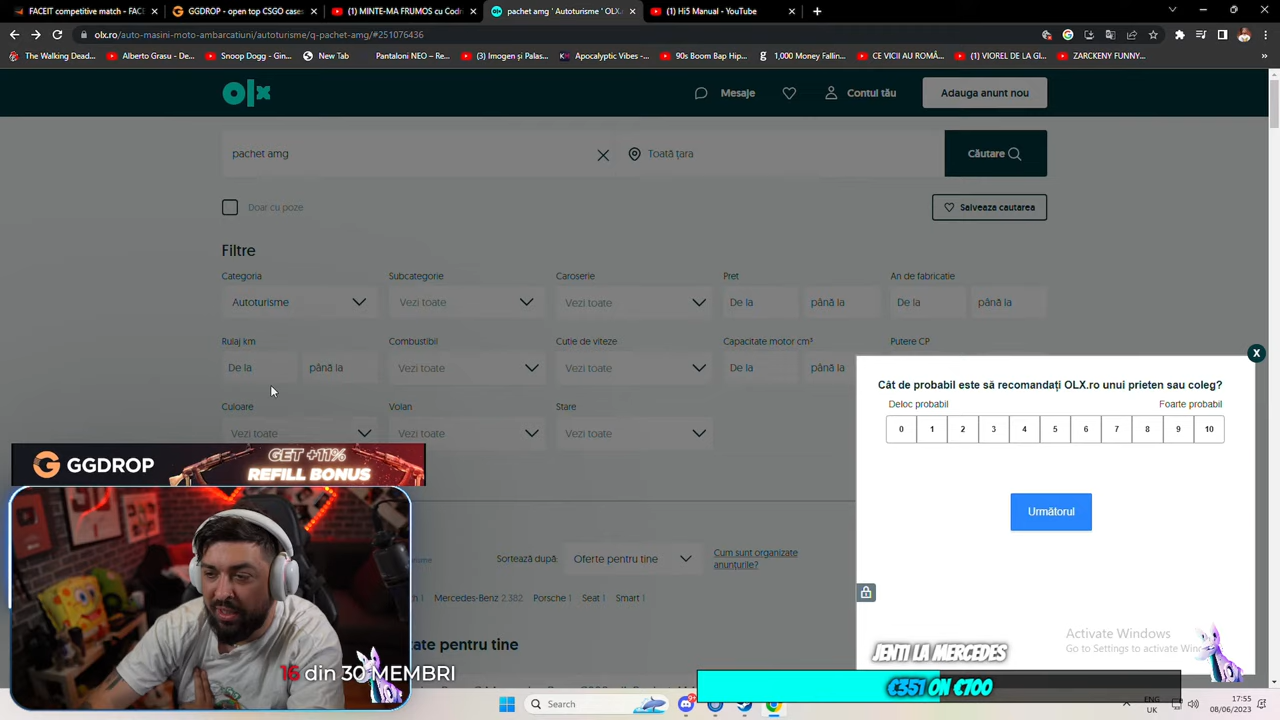 FACEIT competitive match - FAC
GGDROP - open top CSGO cases
(1) MINTE-MA FRUMOS cu Codr
pachet amg ' Autoturisme ' OLX
(1) Hi5 Manual - YouTube
olx.ro/auto-masini-moto-ambarcatiuni/autoturisme/q-pachet-amg/#251076436
The Walking Dead...
Alberto Grasu - De...
Snoop Dogg - Gin...
New Tab
Pantaloni NEO – Re...
(3) Imogen și Palas...
Apocalyptic Vibes -...
90s Boom Bap Hip...
1,000 Money Fallin...
CE VICII AU ROMÂ...
(1) VIOREL DE LA GI...
ZARCKENY FUNNY...
olx
Mesaje
Contul tău
Adauga anunt nou
pachet amg
Toată țara
Căutare
Doar cu poze
Salveaza cautarea
Filtre
Categoria
Subcategorie
Caroserie
Pret
An de fabricatie
Autoturisme
Vezi toate
Vezi toate
De la
până la
De la
până la
Rulaj km
Combustibil
Cutie de viteze
Capacitate motor cm³
Putere CP
De la
până la
Vezi toate
Vezi toate
De la
până la
X
Cât de probabil este să recomandați OLX.ro unui prieten sau coleg?
Deloc probabil
Foarte probabil
0 1 2 3 4 5 6 7 8 9 10
Culoare
Volan
Stare
Vezi toate
Vezi toate
Vezi toate
GGDROP
GET +11%
REFILL BONUS
Următorul
Sortează după:
Oferte pentru tine
Cum sunt organizate
anunțurile?
Mercedes-Benz 2.382
Porsche 1
Seat 1
Smart 1
tate pentru tine
Activate Windows
Go to Settings to activate Win
JENTI LA MERCEDES
€351 ON €700
16 din 30 MEMBRI
Search
ENG
UK
17:55
08/06/2023